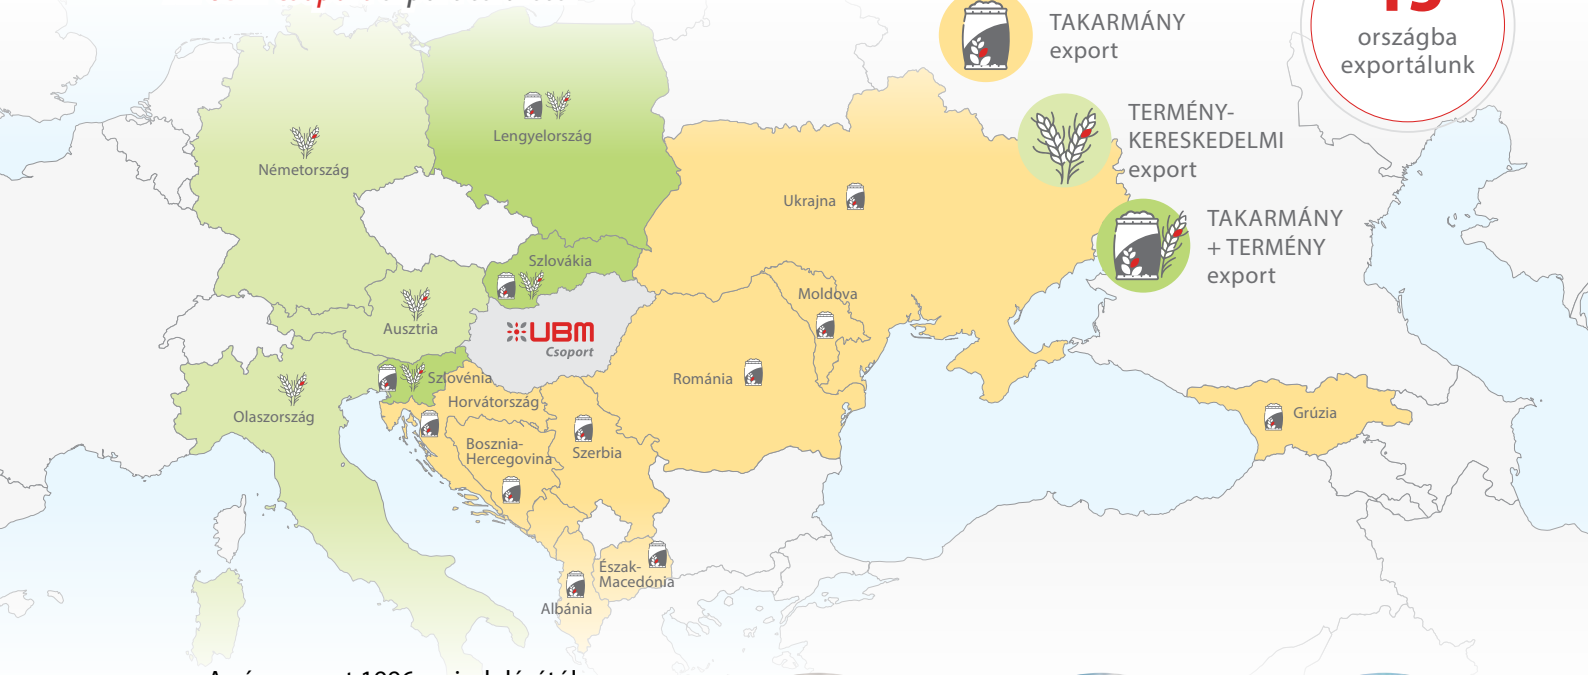 TAKARMÁNY
export
országba
exportálunk
TERMÉNY-
KERESKEDELMI
export
TAKARMÁNY
+ TERMÉNY
export
Lengyelország
Németország
Ukrajna
Szlovákia
Moldova
Ausztria
UBM
Csoport
Szlovénia
Románia
Horvátország
Olaszország
Grúzia
Bosznia-
Hercegovina
Szerbia
Észak-
Macedónia
Albánia